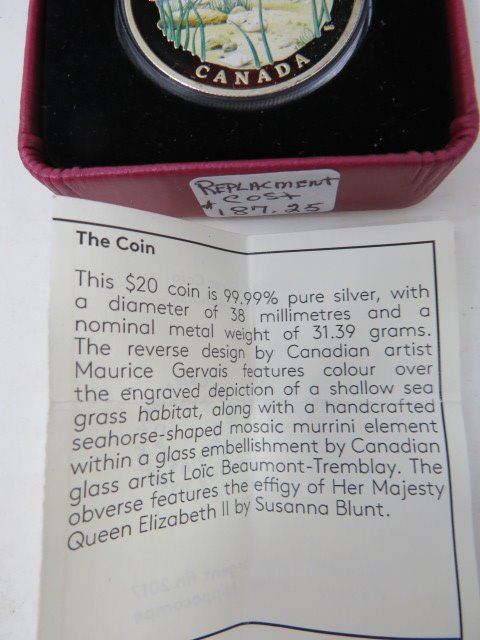 CANADA
REPLACMENT
COST
$187.25
The Coin
This $20 coin is 99.99% pure silver, with
a diameter of 38 millimetres and a
nominal metal weight of 31.39 grams.
The reverse design by Canadian artist
Maurice Gervais features colour over
the engraved depiction of a shallow sea
grass habitat, along with a handcrafted
seahorse-shaped mosaic murrini element
within a glass embellishment by Canadian
glass artist Loïc Beaumont-Tremblay. The
obverse features the effigy of Her Majesty
Queen Elizabeth II by Susanna Blunt.